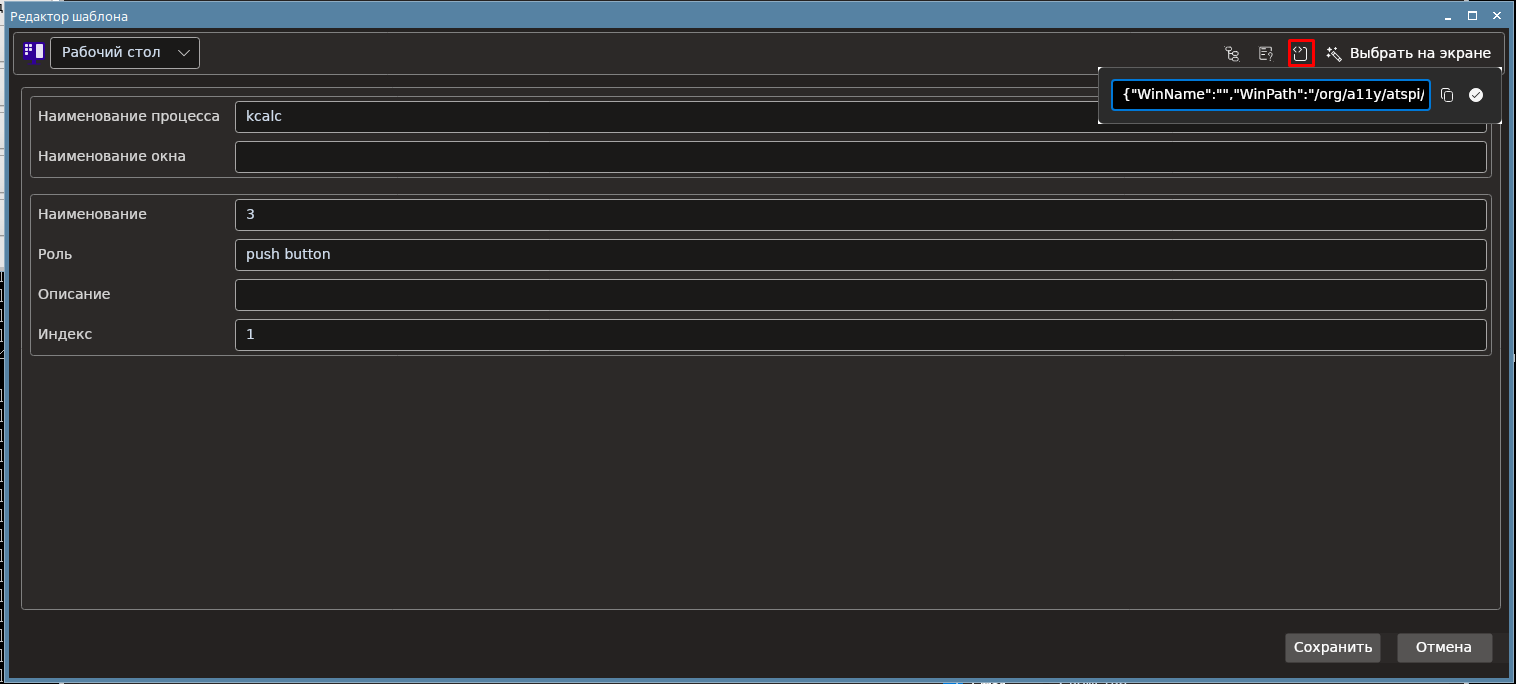 Редактор шаблона
Рабочий стол
Выбрать на экране
{"WinName":"","WinPath":"/org/a11y/atspi/
Наименование процесса
kcalc
Наименование окна
Наименование
3
Роль
push button
Описание
Индекс
1
Сохранить
Отмена